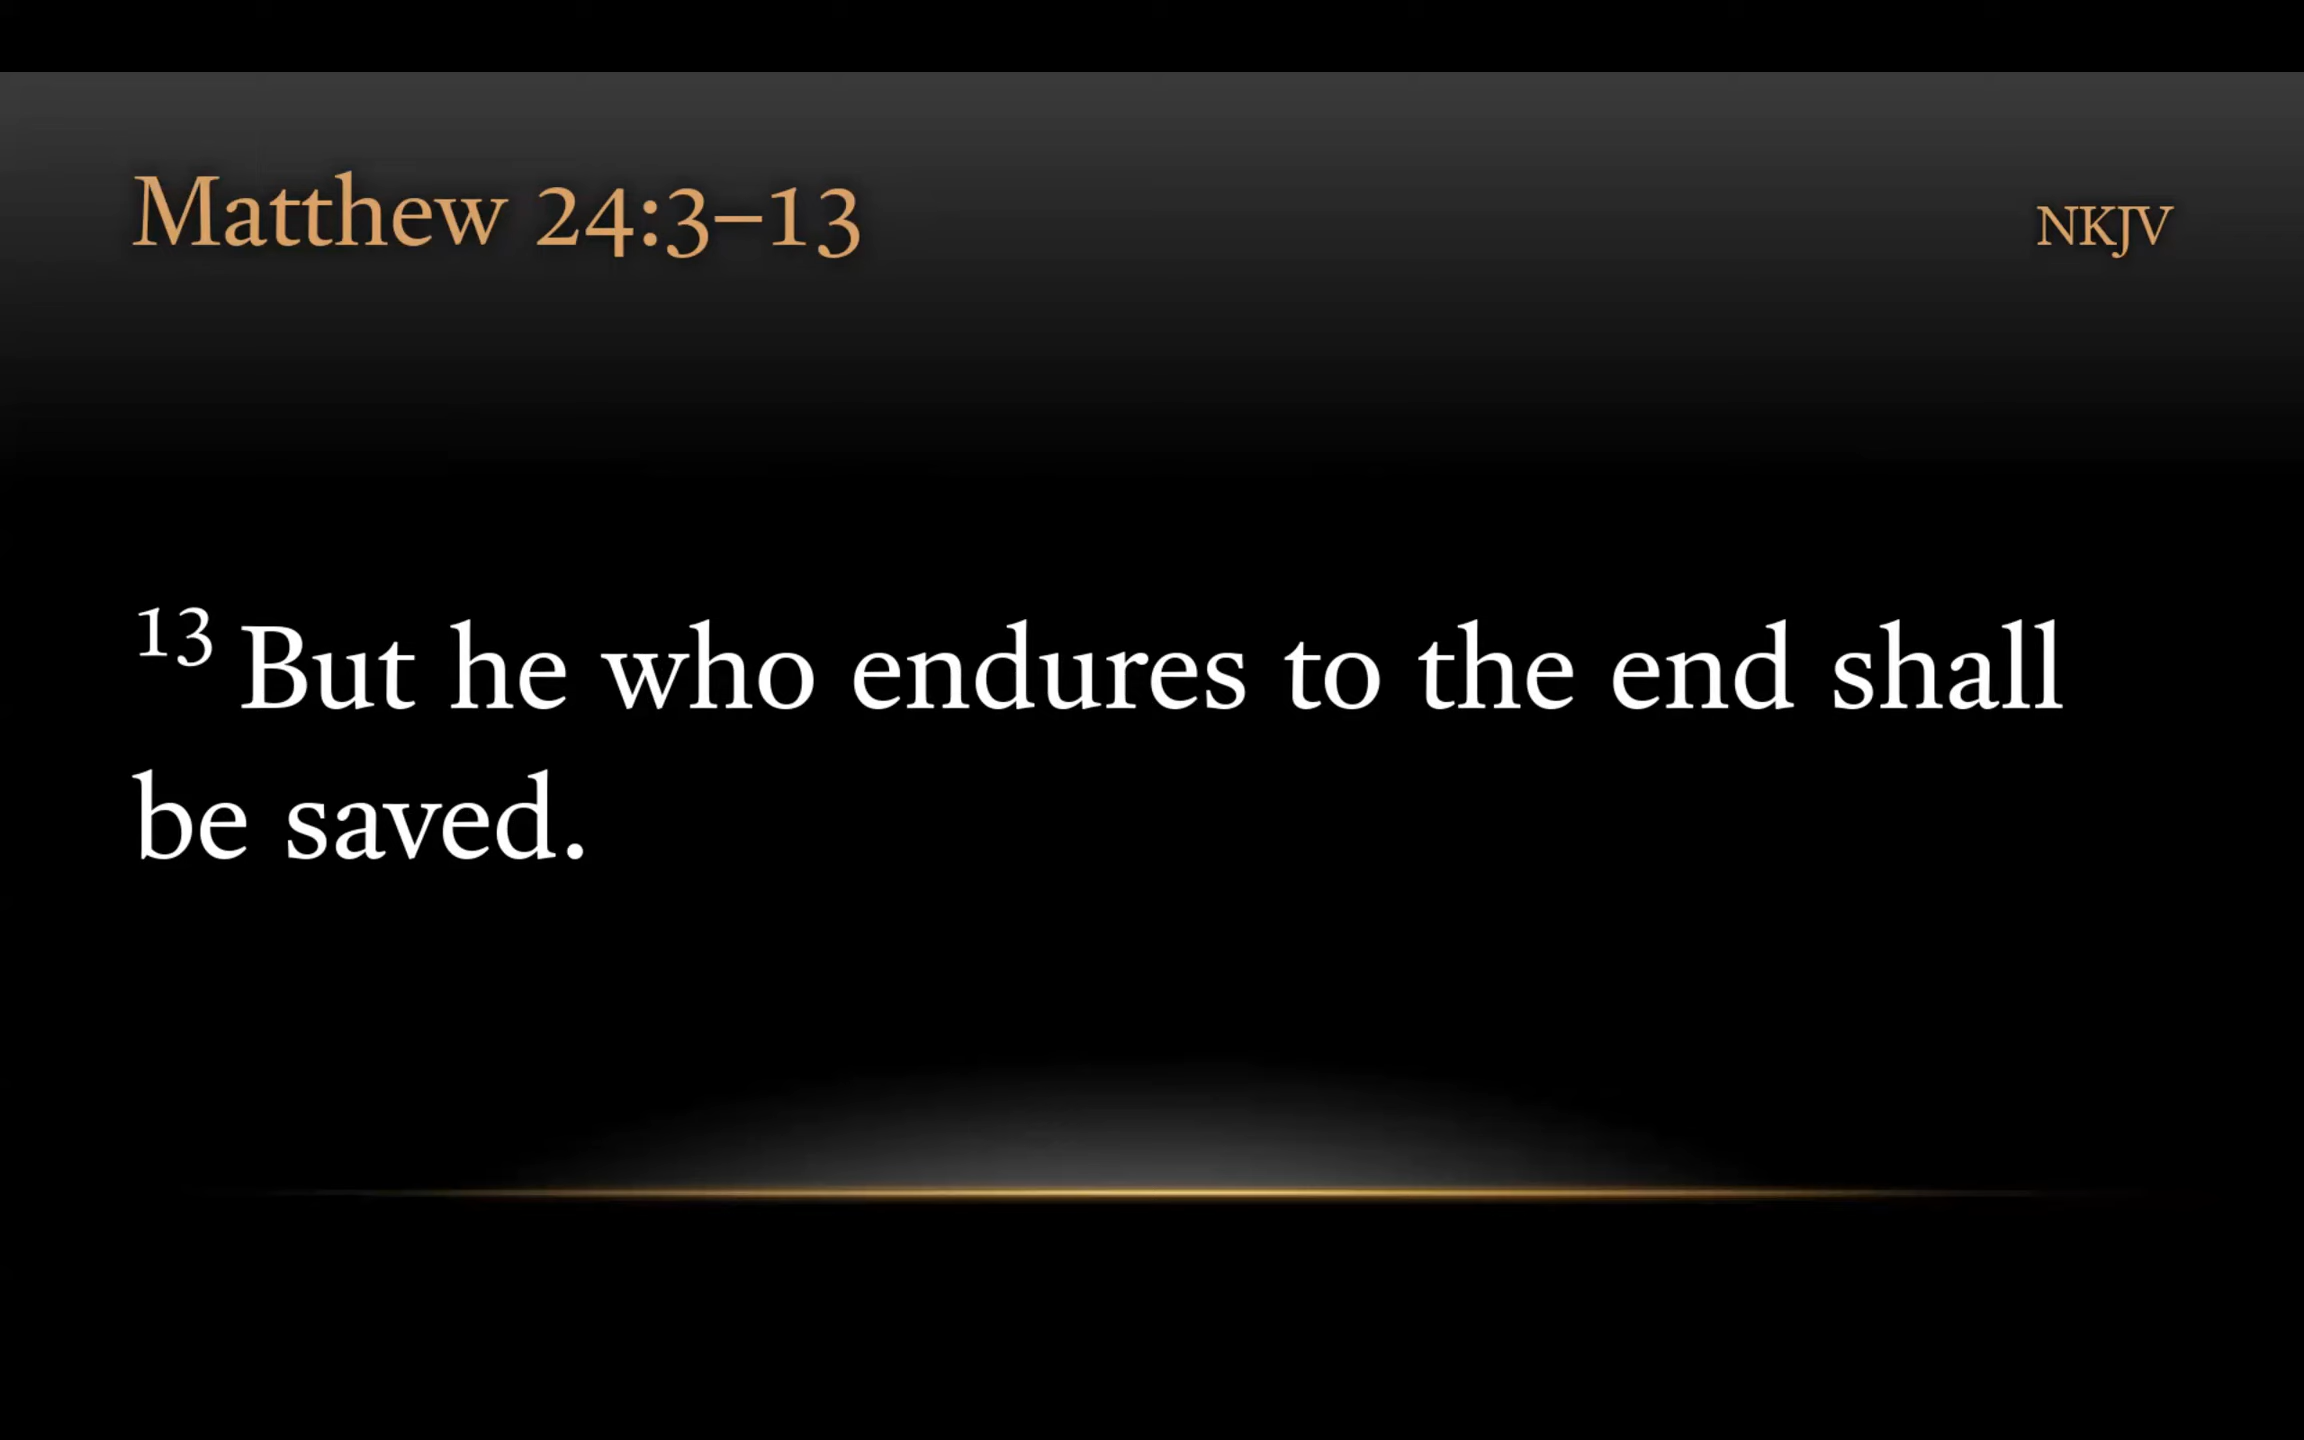 Matthew 24:3–13
NKJV
¹³ But he who endures to the end shall
be saved.